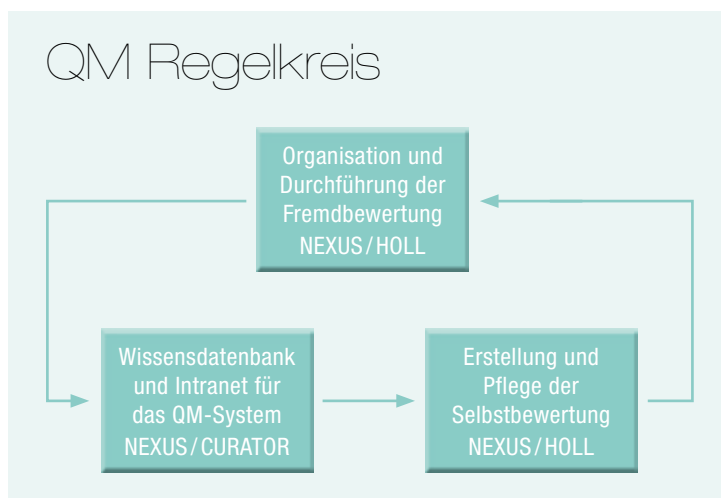 QM Regelkreis
Organisation und
Durchführung der
Fremdbewertung
NEXUS / HOLL
Wissensdatenbank
und Intranet für
das QM-System
NEXUS / CURATOR
Erstellung und
Pflege der
Selbstbewertung
NEXUS / HOLL